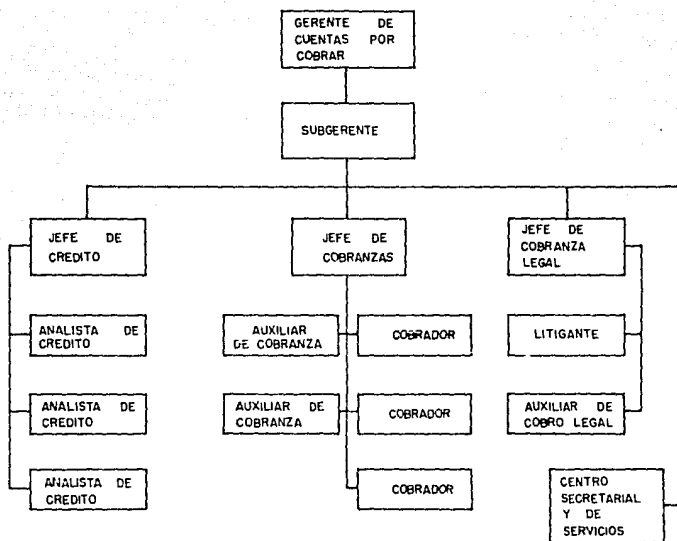 GERENTE DE
CUENTAS POR
COBRAR
SUBGERENTE
JEFE DE
CREDITO
JEFE DE
COBRANZAS
JEFE DE
COBRANZA
LEGAL
ANALISTA DE
CREDITO
AUXILIAR
DE COBRANZA
COBRADOR
LITIGANTE
ANALISTA DE
CREDITO
AUXILIAR DE
COBRANZA
COBRADOR
AUXILIAR DE
COBRO LEGAL
ANALISTA DE
CREDITO
COBRADOR
CENTRO
SECRETARIAL
Y DE
SERVICIOS